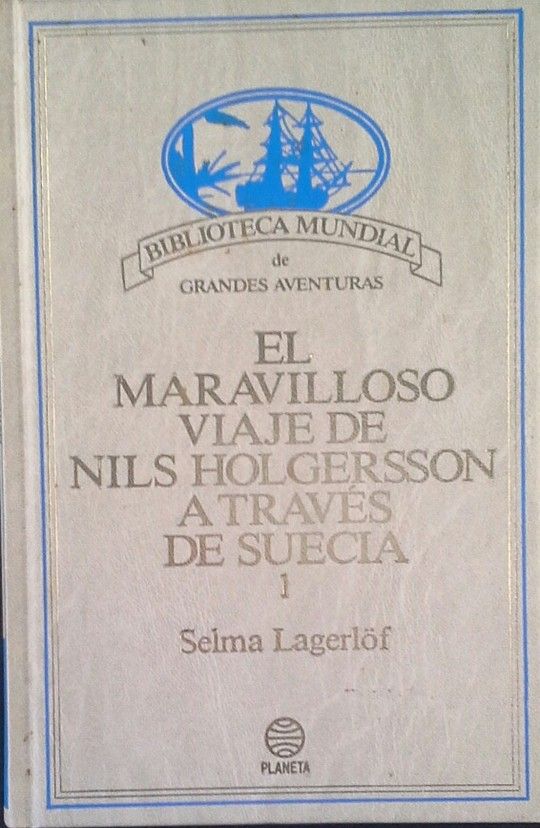 BIBLIOTECA MUNDIAL
de
GRANDES AVENTURAS
EL
MARAVILLOSO
VIAJE DE
NILS HOLGERSSON
A TRAVÉS
DE SUECIA
1
Selma Lagerlöf
PLANETA